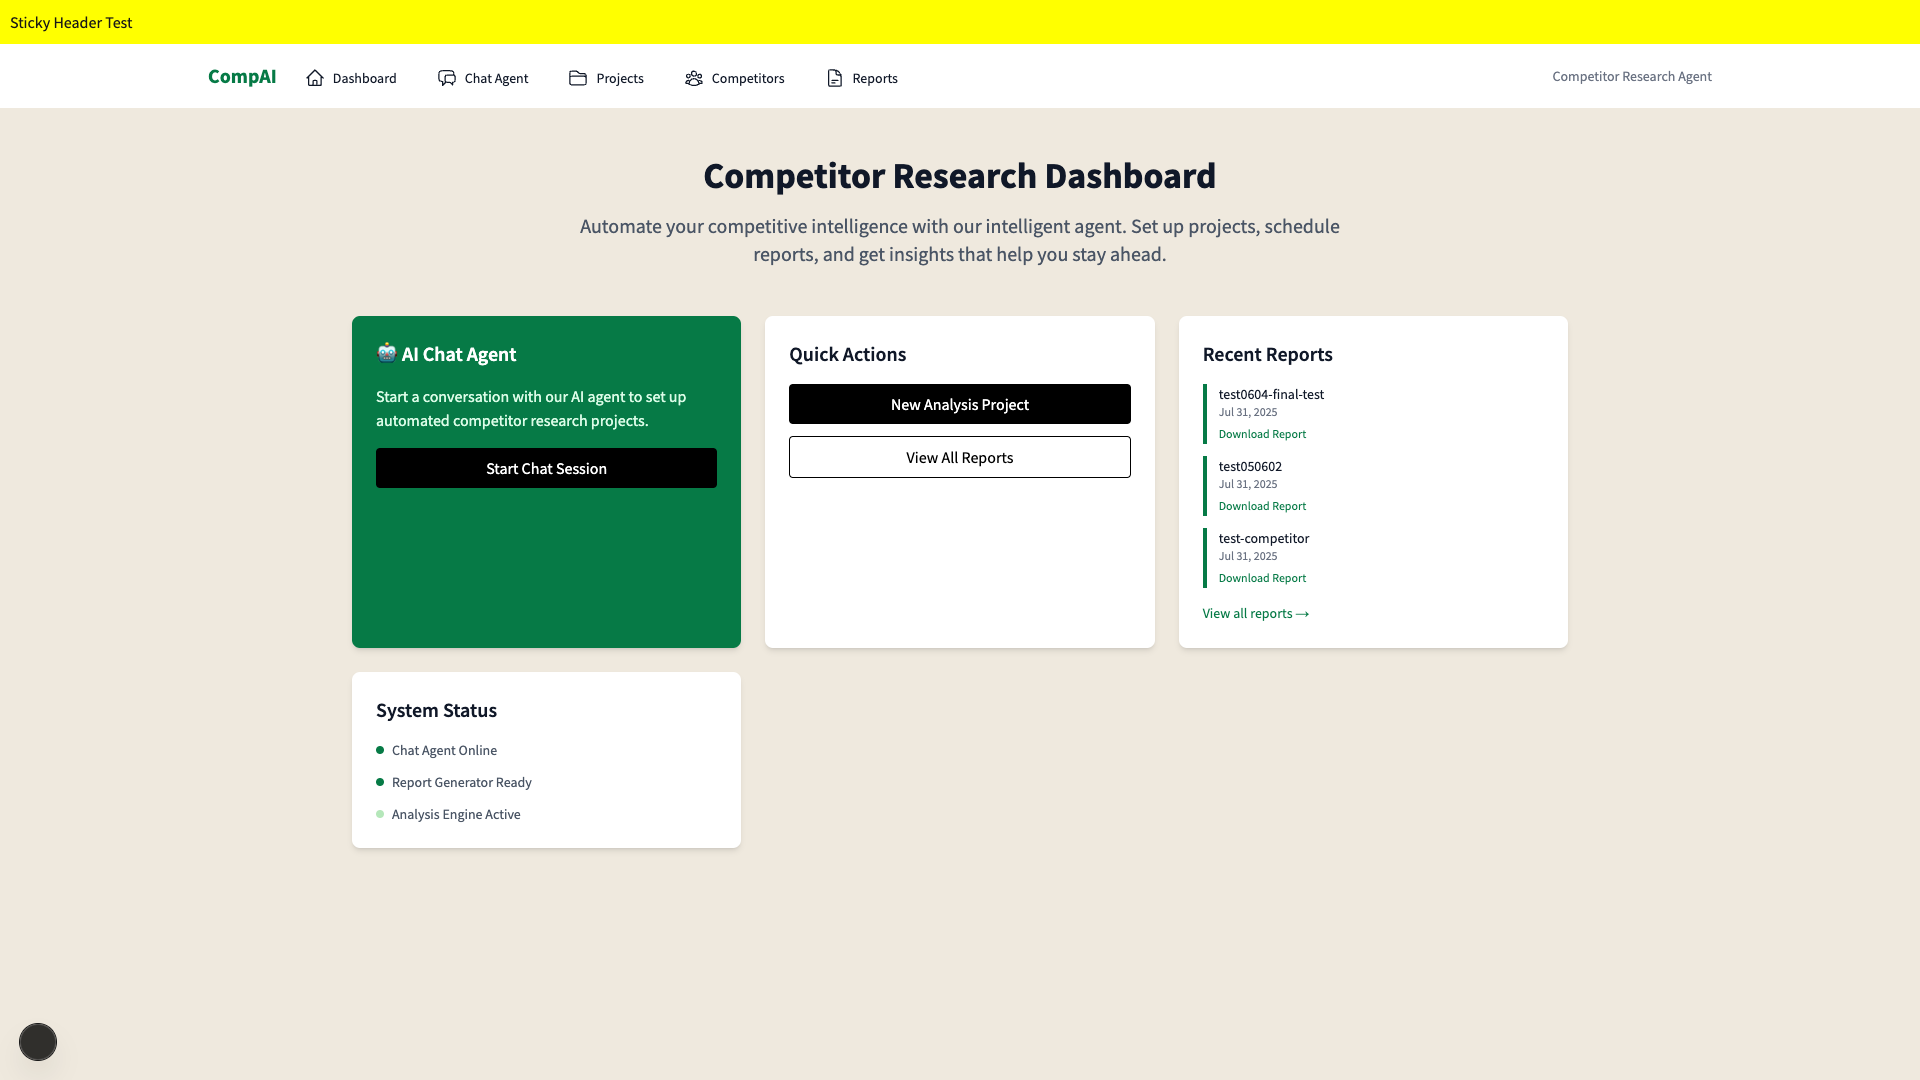 Sticky Header Test
CompAI
Dashboard
Chat Agent
Projects
Competitors
Reports
Competitor Research Agent
Competitor Research Dashboard
Automate your competitive intelligence with our intelligent agent. Set up projects, schedule
reports, and get insights that help you stay ahead.
🤖 AI Chat Agent
Start a conversation with our AI agent to set up
automated competitor research projects.
Start Chat Session
Quick Actions
New Analysis Project
View All Reports
Recent Reports
test0604-final-test
Jul 31, 2025
Download Report
test050602
Jul 31, 2025
Download Report
test-competitor
Jul 31, 2025
Download Report
View all reports →
System Status
Chat Agent Online
Report Generator Ready
Analysis Engine Active